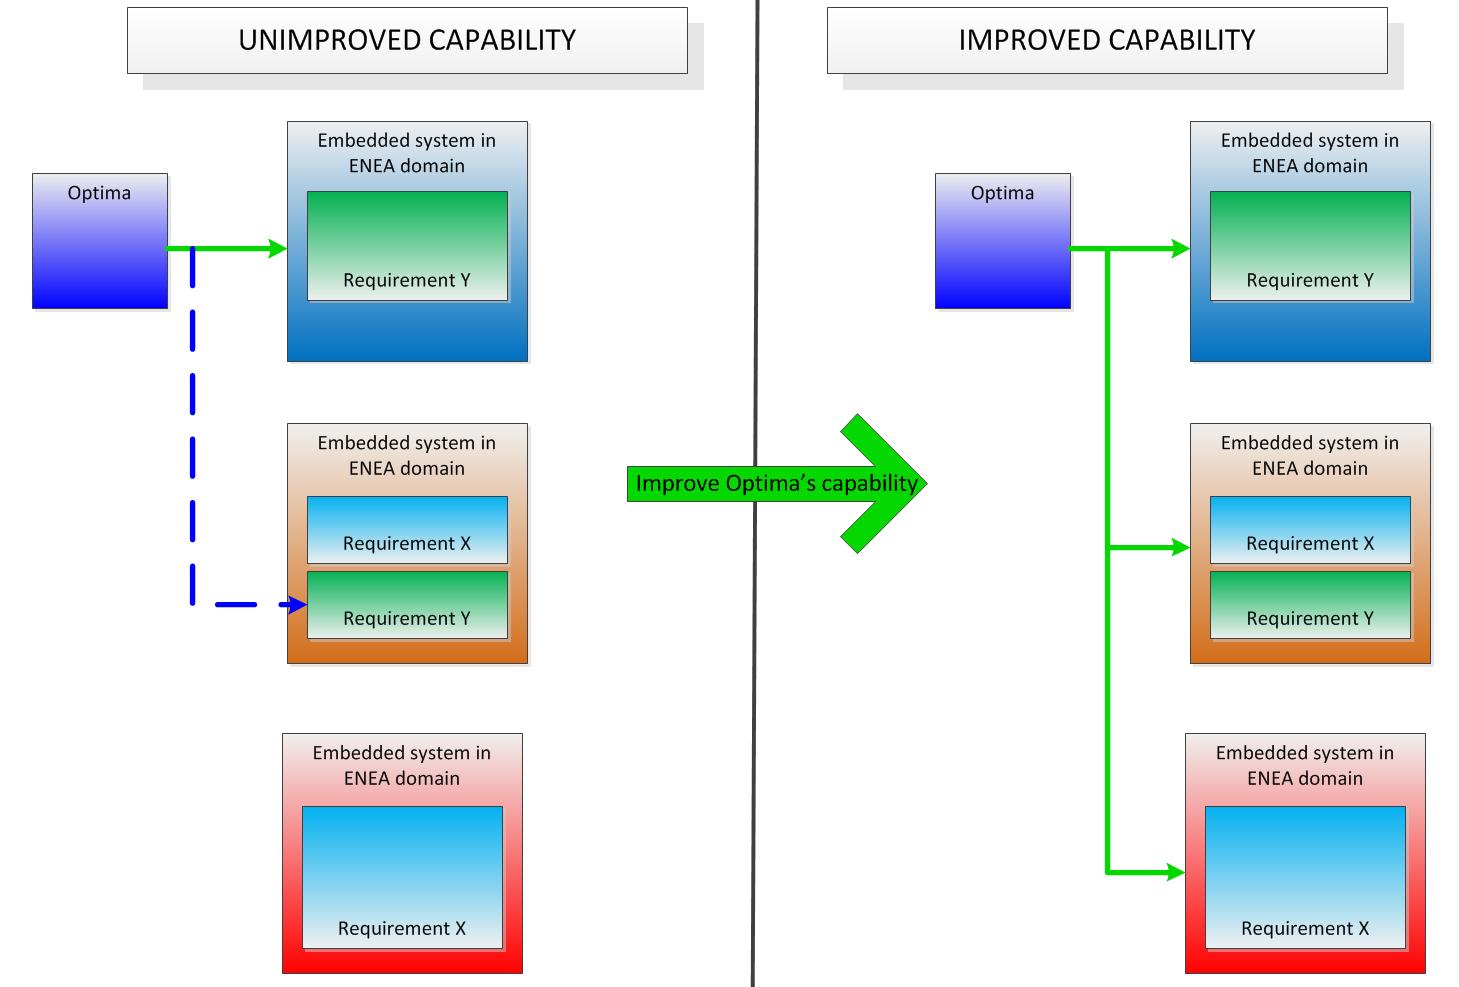 UNIMPROVED CAPABILITY
Optima
Embedded system in
ENEA domain
Requirement Y
Embedded system in
ENEA domain
Requirement X
Requirement Y
Embedded system in
ENEA domain
Requirement X
Improve Optima's capability
IMPROVED CAPABILITY
Optima
Embedded system in
ENEA domain
Requirement Y
Embedded system in
ENEA domain
Requirement X
Requirement Y
Embedded system in
ENEA domain
Requirement X